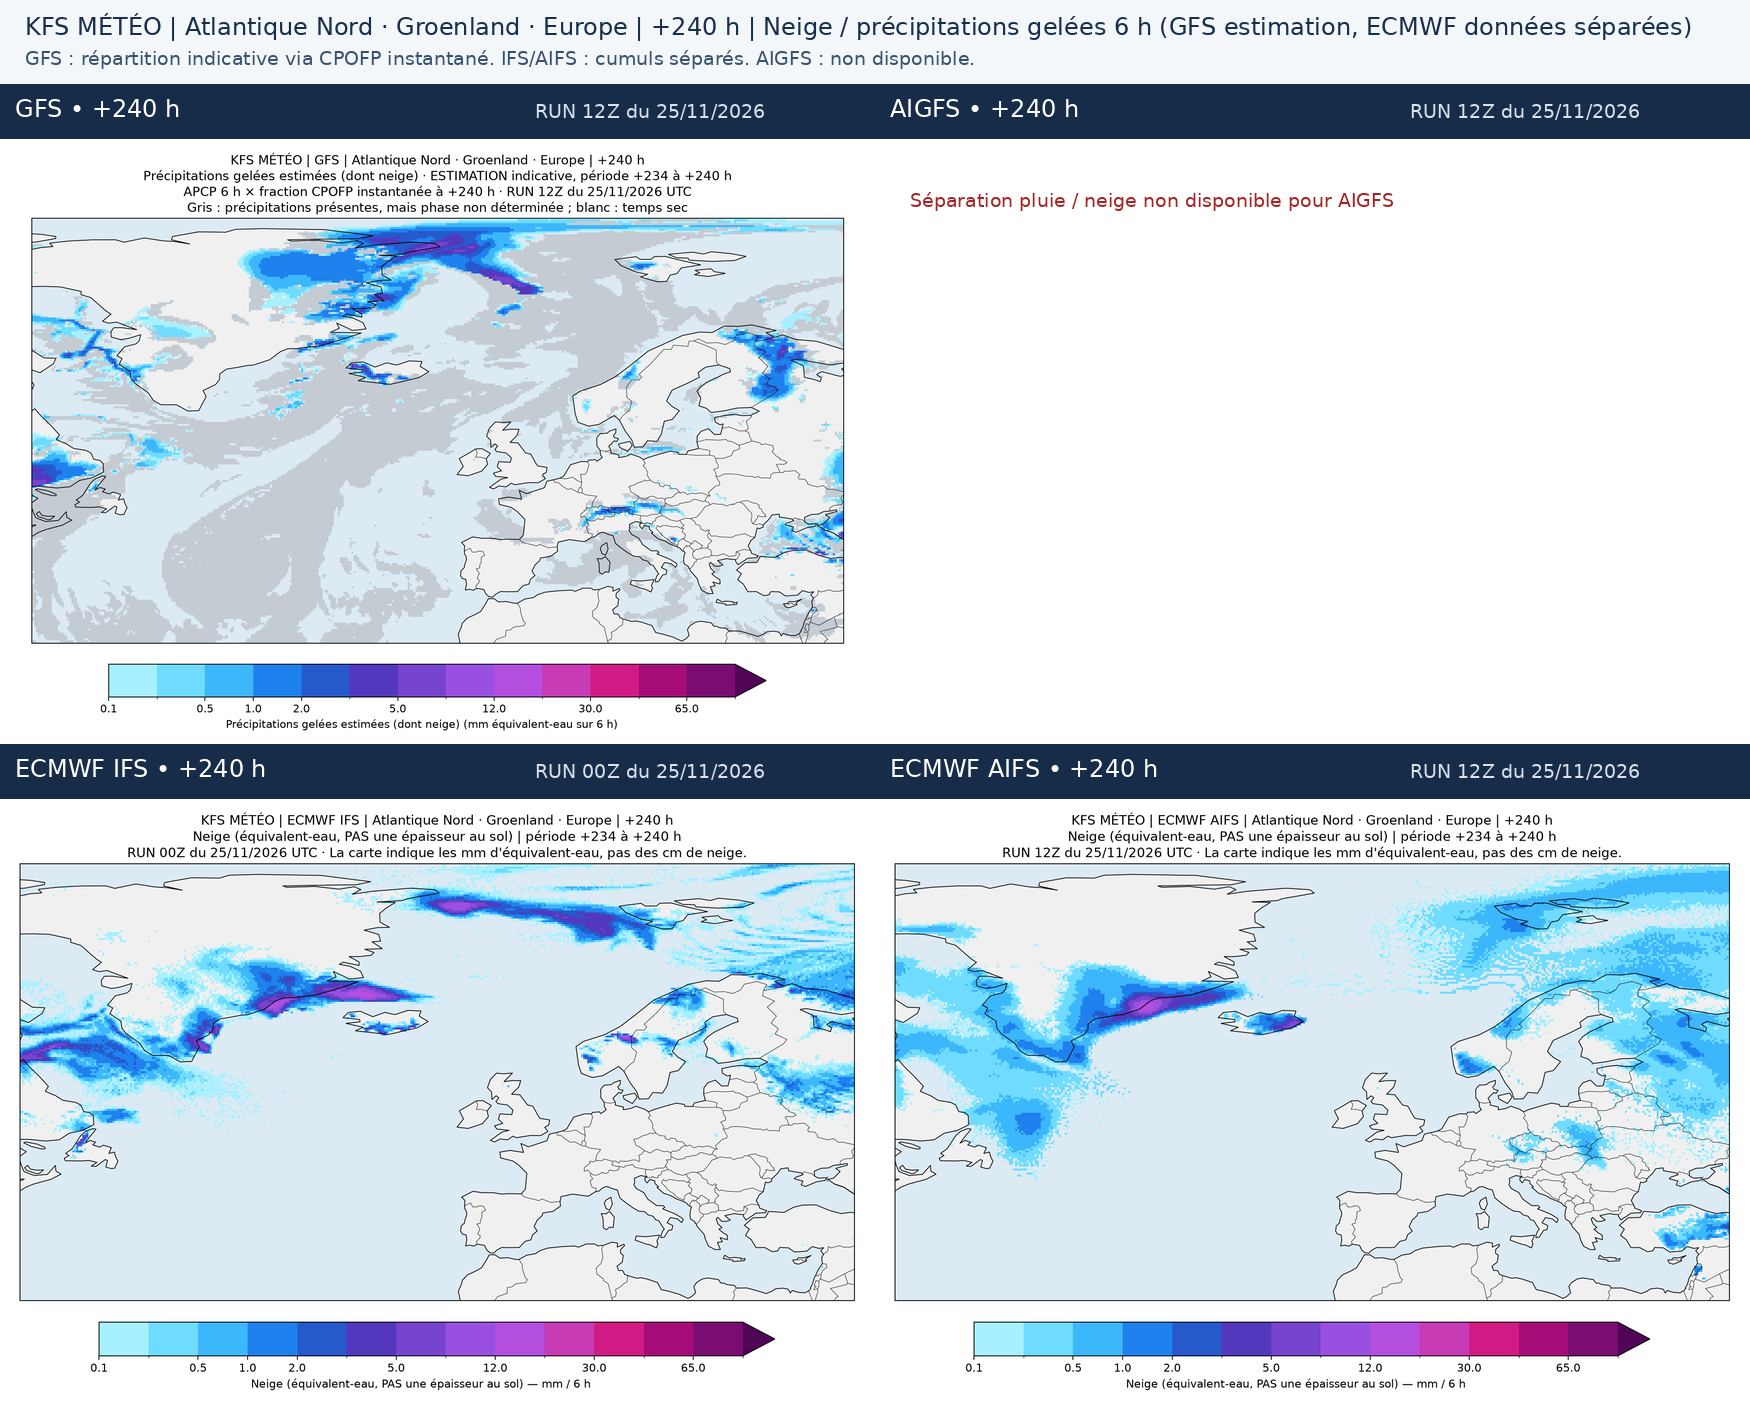 KFS MÉTÉO | Atlantique Nord · Groenland · Europe | +240 h | Neige / précipitations gelées 6 h (GFS estimation, ECMWF données séparées)
GFS : répartition indicative via CPOFP instantané. IFS/AIFS : cumuls séparés. AIGFS : non disponible.
GFS • +240 h
RUN 12Z du 25/11/2026
AIGFS • +240 h
RUN 12Z du 25/11/2026
KFS MÉTÉO | GFS | Atlantique Nord · Groenland · Europe | +240 h
Précipitations gelées estimées (dont neige) · ESTIMATION indicative, période +234 à +240 h
APCP 6 h × fraction CPOFP instantanée à +240 h · RUN 12Z du 25/11/2026 UTC
Gris : précipitations présentes, mais phase non déterminée ; blanc : temps sec
Séparation pluie / neige non disponible pour AIGFS
0.1 0.5 1.0 2.0 5.0 12.0 30.0 65.0
Précipitations gelées estimées (dont neige) (mm équivalent-eau sur 6 h)
ECMWF IFS • +240 h
RUN 00Z du 25/11/2026
ECMWF AIFS • +240 h
RUN 12Z du 25/11/2026
KFS MÉTÉO | ECMWF IFS | Atlantique Nord · Groenland · Europe | +240 h
Neige (équivalent-eau, PAS une épaisseur au sol) | période +234 à +240 h
RUN 00Z du 25/11/2026 UTC · La carte indique les mm d'équivalent-eau, pas des cm de neige.
KFS MÉTÉO | ECMWF AIFS | Atlantique Nord · Groenland · Europe | +240 h
Neige (équivalent-eau, PAS une épaisseur au sol) | période +234 à +240 h
RUN 12Z du 25/11/2026 UTC · La carte indique les mm d'équivalent-eau, pas des cm de neige.
0.1 0.5 1.0 2.0 5.0 12.0 30.0 65.0
Neige (équivalent-eau, PAS une épaisseur au sol) — mm / 6 h
0.1 0.5 1.0 2.0 5.0 12.0 30.0 65.0
Neige (équivalent-eau, PAS une épaisseur au sol) — mm / 6 h